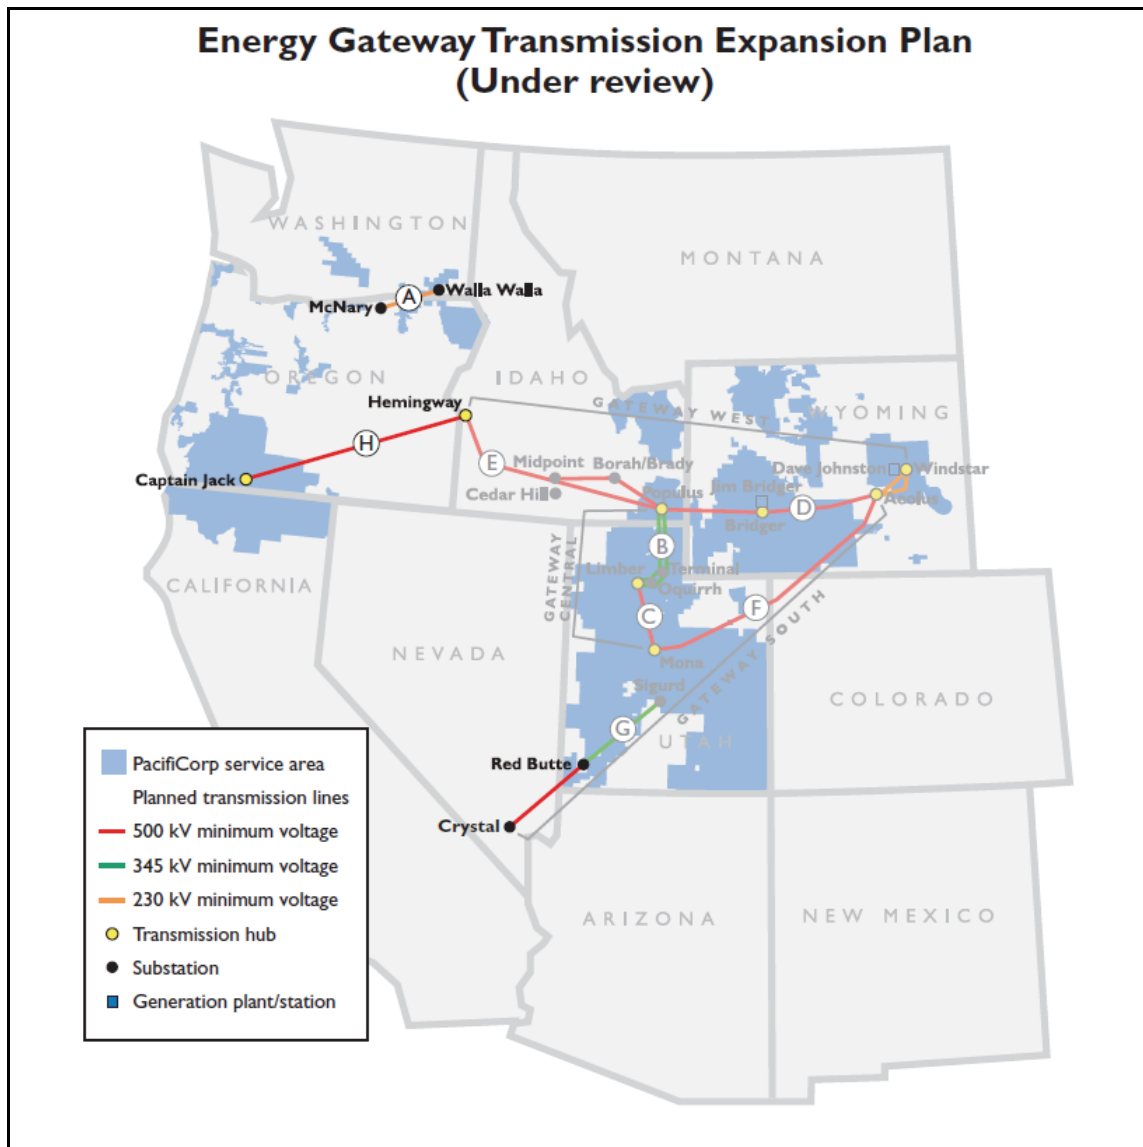 Energy Gateway Transmission Expansion Plan
(Under review)
WASHINGTON
MONTANA
Walla Walla
A
McNary
OREGON
IDAHO
Hemingway
GATEWAY WEST
WYOMING
H
E
Midpoint
Borah/Brady
Dave Johnston
Windstar
Captain Jack
Cedar Hill
Populus
Jim Bridger
Aeolus
D
Bridger
B
GATEWAY
CENTRAL
CALIFORNIA
Limber
Terminal
Oquirrh
C
F
GATEWAY SOUTH
NEVADA
Mona
Sigurd
COLORADO
G
UTAH
Red Butte
Crystal
ARIZONA
NEW MEXICO
PacifiCorp service area
Planned transmission lines
500 kV minimum voltage
345 kV minimum voltage
230 kV minimum voltage
Transmission hub
Substation
Generation plant/station